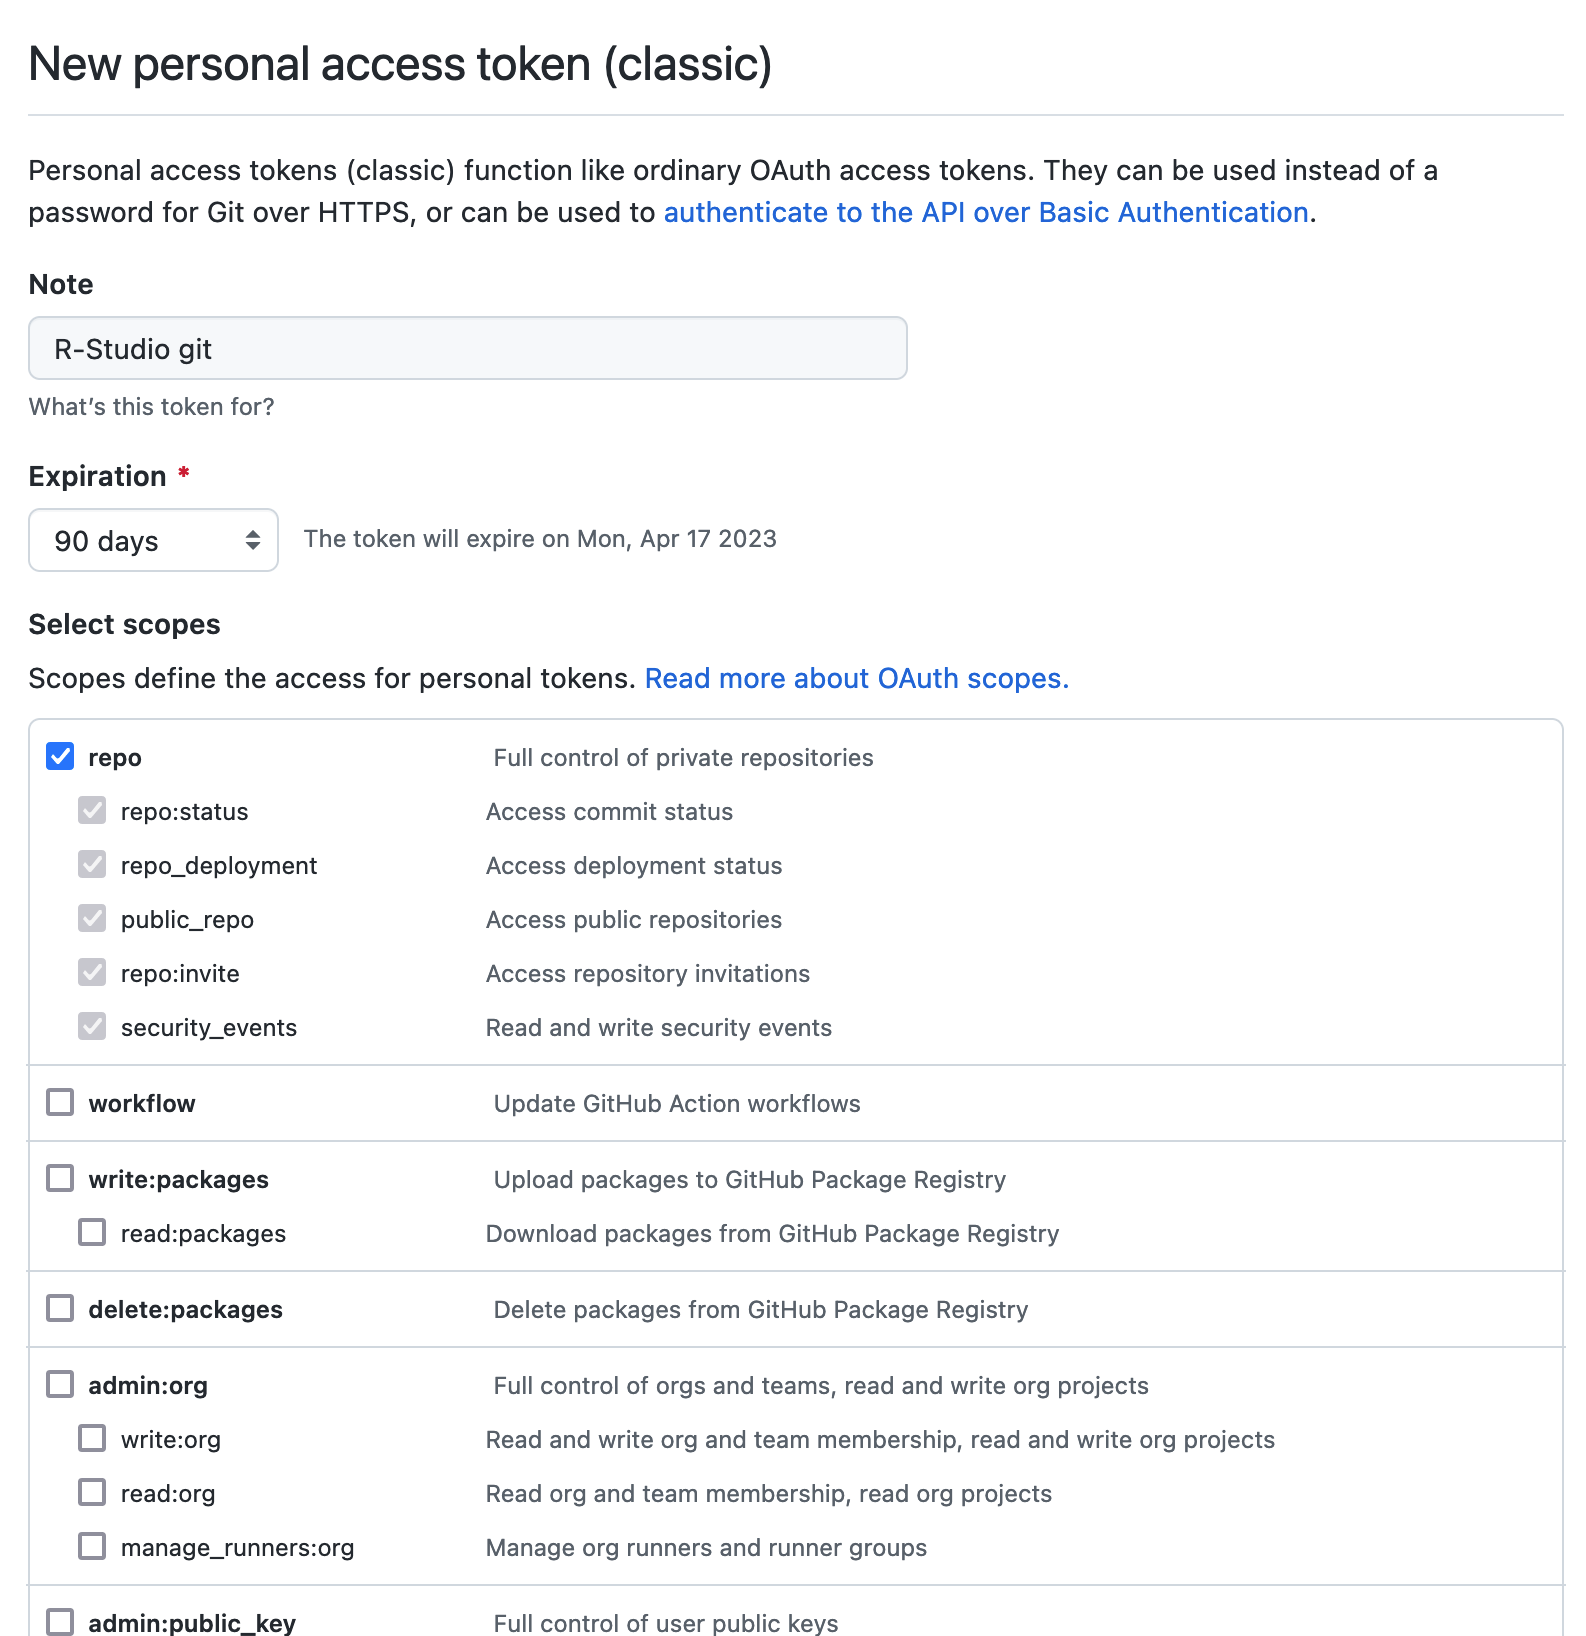 New personal access token (classic)
Personal access tokens (classic) function like ordinary OAuth access tokens. They can be used instead of a
password for Git over HTTPS, or can be used to authenticate to the API over Basic Authentication.
Note
R-Studio git
What's this token for?
Expiration *
90 days The token will expire on Mon, Apr 17 2023
Select scopes
Scopes define the access for personal tokens. Read more about OAuth scopes.
repo Full control of private repositories
repo:status Access commit status
repo_deployment Access deployment status
public_repo Access public repositories
repo:invite Access repository invitations
security_events Read and write security events
workflow Update GitHub Action workflows
write:packages Upload packages to GitHub Package Registry
read:packages Download packages from GitHub Package Registry
delete:packages Delete packages from GitHub Package Registry
admin:org Full control of orgs and teams, read and write org projects
write:org Read and write org and team membership, read and write org projects
read:org Read org and team membership, read org projects
manage_runners:org Manage org runners and runner groups
admin:public_key Full control of user public keys